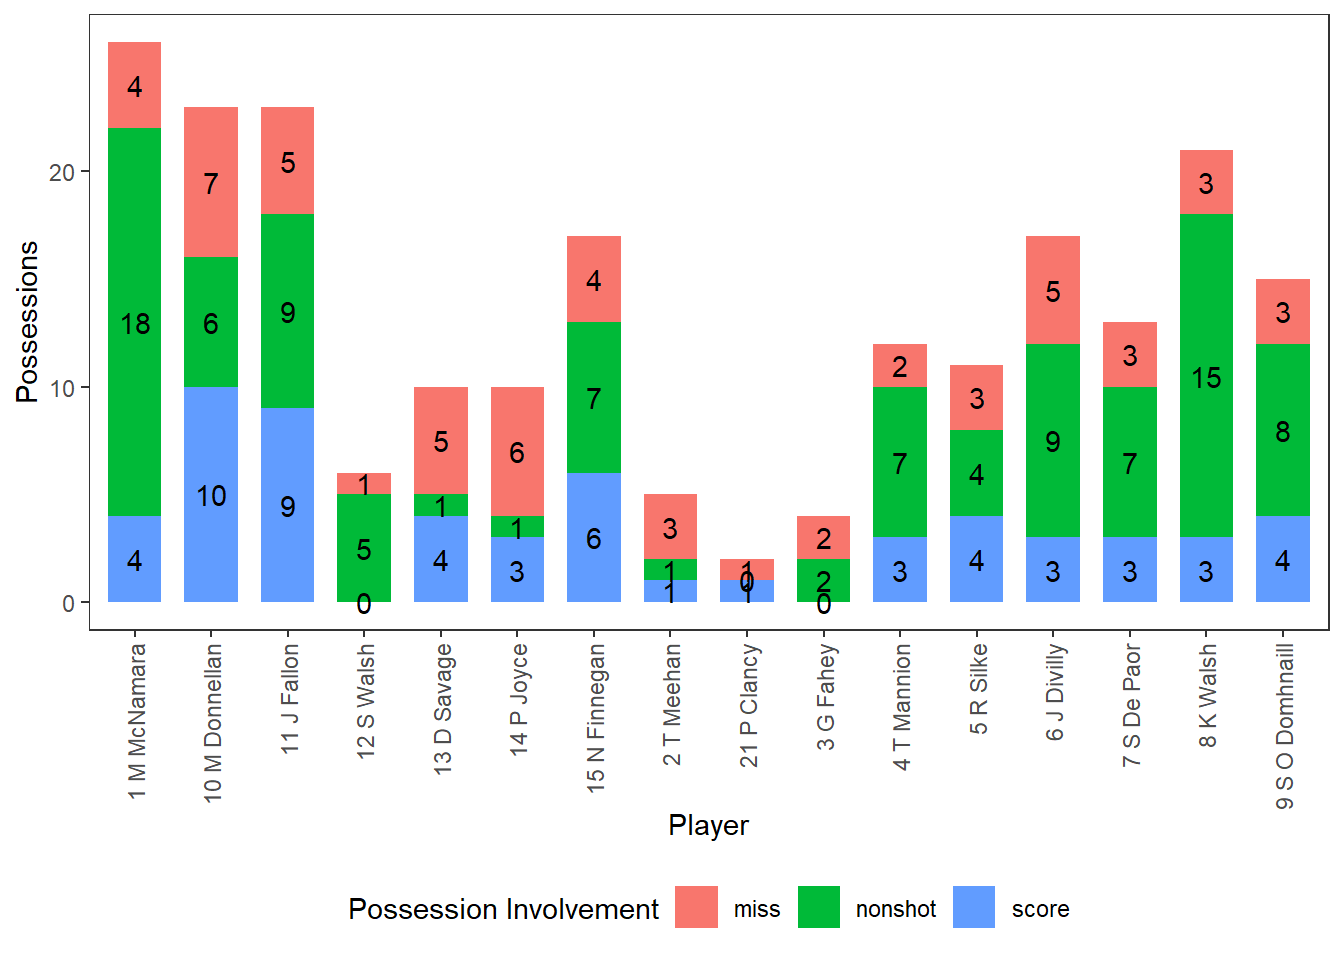 Possessions
20
10
0
4
18
4
7
6
10
5
9
9
1
5
0
5
1
4
6
1
3
4
7
6
3
1
1
1
0
1
2
2
0
2
7
3
3
4
4
5
9
3
3
7
3
3
15
3
3
8
4
1 M McNamara
10 M Donnellan
11 J Fallon
12 S Walsh
13 D Savage
14 P Joyce
15 N Finnegan
2 T Meehan
21 P Clancy
3 G Fahey
4 T Mannion
5 R Silke
6 J Divilly
7 S De Paor
8 K Walsh
9 S O Domhnaill
Player
Possession Involvement miss nonshot score